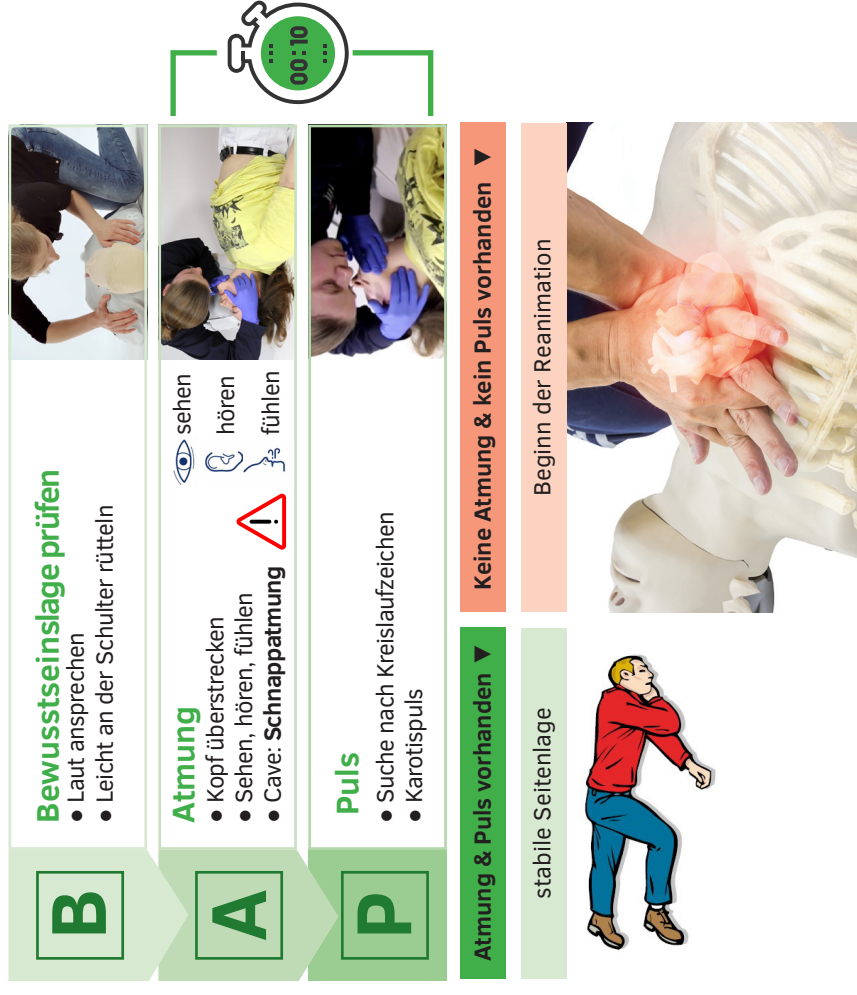 00:10
B
Bewusstseinslage prüfen
● Laut ansprechen
● Leicht an der Schulter rütteln
A
Atmung
● Kopf überstrecken
● Sehen, hören, fühlen
● Cave: Schnappatmung
!
sehen
hören
fühlen
P
Puls
● Suche nach Kreislaufzeichen
● Karotispuls
Atmung & Puls vorhanden ▼
stabile Seitenlage
Keine Atmung & kein Puls vorhanden ▼
Beginn der Reanimation